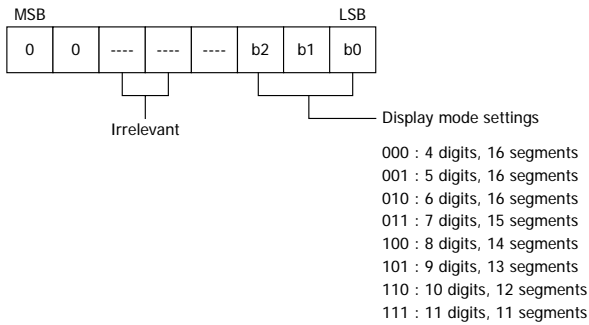 MSB LSB
0 0 ---- ---- ---- b2 b1 b0
Irrelevant
Display mode settings
000 : 4 digits, 16 segments
001 : 5 digits, 16 segments
010 : 6 digits, 16 segments
011 : 7 digits, 15 segments
100 : 8 digits, 14 segments
101 : 9 digits, 13 segments
110 : 10 digits, 12 segments
111 : 11 digits, 11 segments